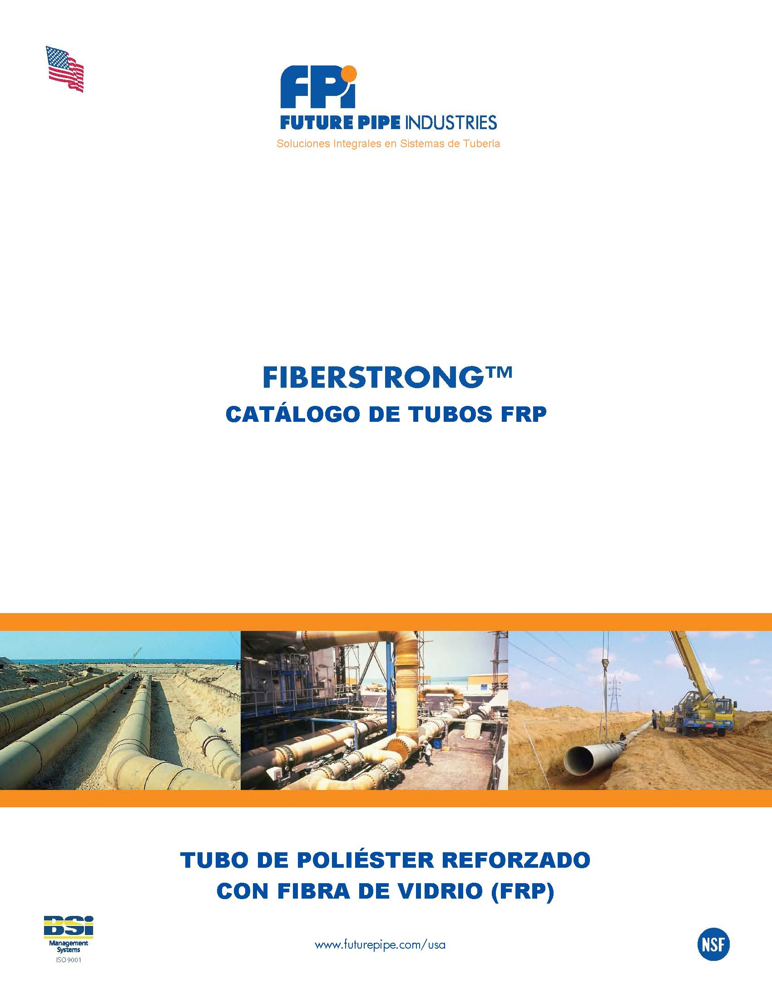 FPi
FUTURE PIPE INDUSTRIES
Soluciones Integrales en Sistemas de Tubería
FIBERSTRONG™
CATÁLOGO DE TUBOS FRP
TUBO DE POLIÉSTER REFORZADO
CON FIBRA DE VIDRIO (FRP)
BSi
Management
Systems
ISO 9001
www.futurepipe.com/usa
NSF